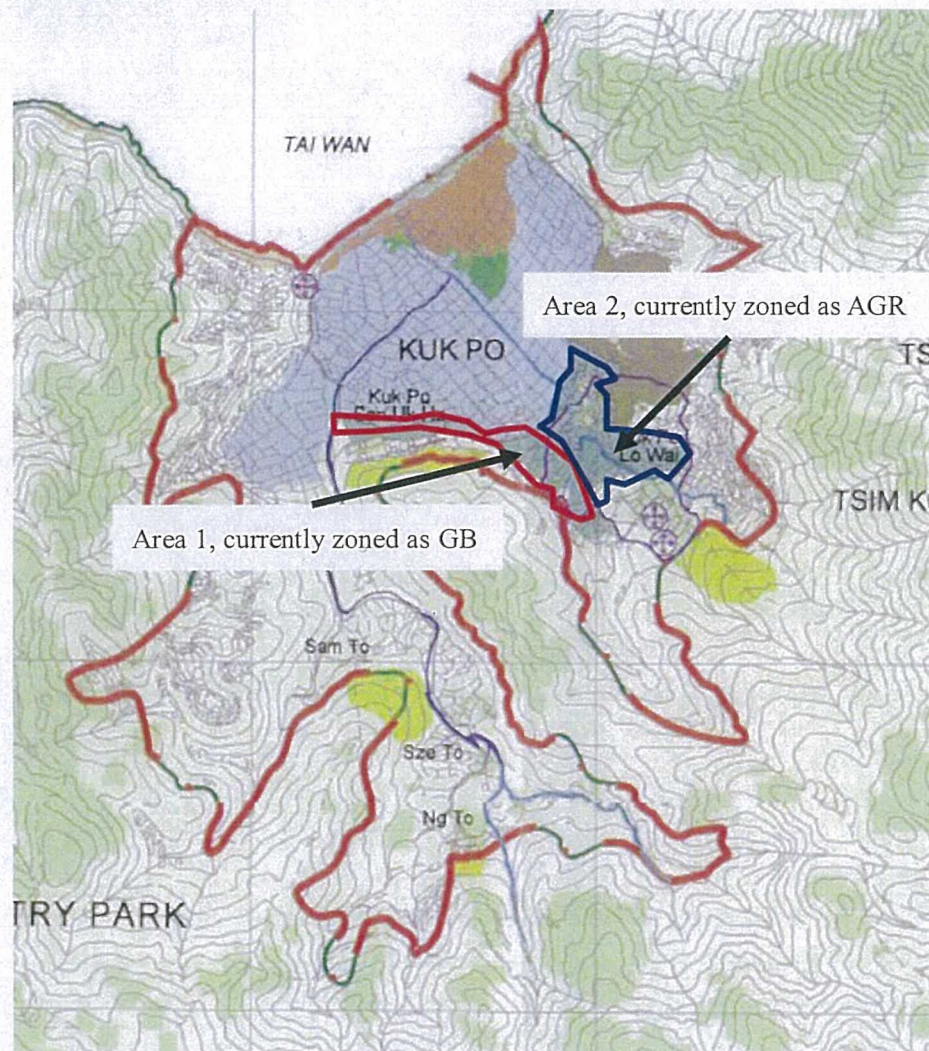 TAI WAN
Area 2, currently zoned as AGR
KUK PO
TS
Kuk Po
Lo Wai
TSIM K
Area 1, currently zoned as GB
Sam To
Sze To
Ng To
TRY PARK